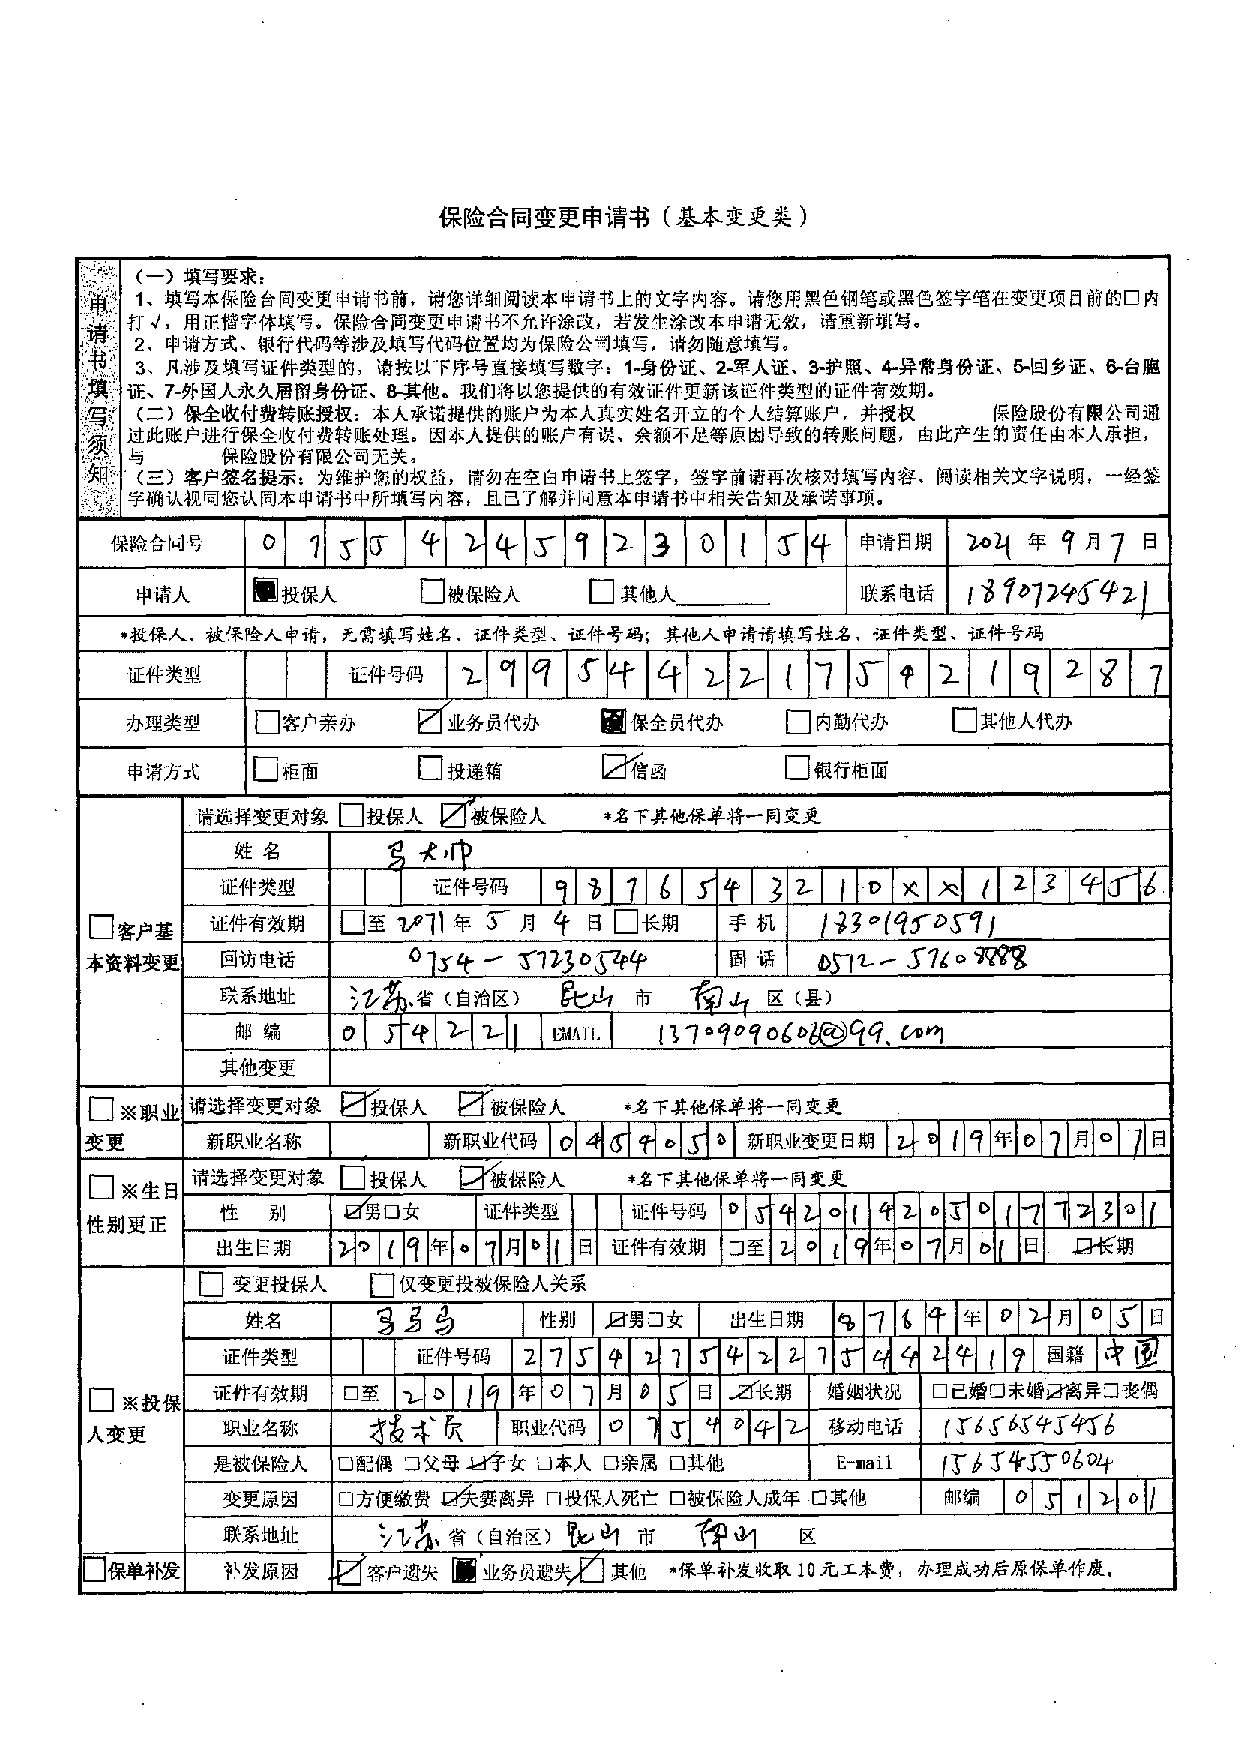 保险合同变更申请书（基本变更类）
申请书填写须知
（一）填写要求：
1、填写本保险合同变更申请书前，请您详细阅读本申请书上的文字内容。请您用黑色钢笔或黑色签字笔在变更项目前的□内
打√，用正楷字体填写。保险合同变更申请书不允许涂改，若发生涂改本申请无效，请重新填写。
2、申请方式、银行代码等涉及填写代码位置均为保险公司填写，请勿随意填写。
3、凡涉及填写证件类型的，请按以下序号直接填写数字：1-身份证、2-军人证、3-护照、4-异常身份证、5-回乡证、6-台胞
证、7-外国人永久居留身份证、8-其他。我们将以您提供的有效证件更新该证件类型的证件有效期。
（二）保全收付费转账授权：本人承诺提供的账户为本人真实姓名开立的个人结算账户，并授权 保险股份有限公司通
过此账户进行保全收付费转账处理。因本人提供的账户有误、余额不足等原因导致的转账问题，由此产生的责任由本人承担，
与 保险股份有限公司无关。
（三）客户签名提示：为维护您的权益，请勿在空白申请书上签字，签字前请再次核对填写内容、阅读相关文字说明，一经签
字确认视同您认同本申请书中所填写内容，且已了解并同意本申请书中相关告知及承诺事项。
保险合同号 0 7 5 5 4 2 4 5 9 2 3 0 1 5 4 申请日期 2021 年 9 月 7 日
申请人 ■投保人 □被保险人 □其他人______ 联系电话 18907245421
*投保人、被保险人申请，无需填写姓名、证件类型、证件号码；其他人申请请填写姓名、证件类型、证件号码
证件类型 证件号码 2 9 9 5 4 4 2 2 1 7 5 4 2 1 9 2 8 7
办理类型 □客户亲办 ☑业务员代办 ■保全员代办 □内勤代办 □其他人代办
申请方式 □柜面 □投递箱 ☑信函 □银行柜面
□客户基本资料变更
请选择变更对象 □投保人 ☑被保险人 *名下其他保单将一同变更
姓名 马大帅
证件类型 证件号码 9 8 7 6 5 4 3 2 1 0 X X 1 2 3 4 5 6
证件有效期 □至 2071 年 5 月 4 日 □长期 手机 18301950591
回访电话 0754-57230544 固话 0512-57608888
联系地址 江苏 省（自治区） 昆山 市 南山 区（县）
邮编 0 5 4 2 2 1 EMAIL 13709090606@qq.com
其他变更
□※职业变更
请选择变更对象 ☑投保人 ☑被保险人 *名下其他保单将一同变更
新职业名称 新职业代码 0 4 5 4 0 5 0 新职业变更日期 2 0 1 9 年 0 7 月 0 7 日
□※生日性别更正
请选择变更对象 □投保人 ☑被保险人 *名下其他保单将一同变更
性别 ☑男□女 证件类型 证件号码 0 5 4 2 0 1 4 2 0 5 0 1 7 7 2 3 0 1
出生日期 2 0 1 9 年 0 7 月 0 1 日 证件有效期 □至 2 0 1 9 年 0 7 月 0 1 日 ☑长期
□※投保人变更
□ 变更投保人 □仅变更投被保险人关系
姓名 马马马 性别 ☑男□女 出生日期 8 7 6 4 年 0 2 月 0 5 日
证件类型 证件号码 2 7 5 4 2 7 5 4 2 2 7 5 4 4 2 4 1 9 国籍 中国
证件有效期 □至 2 0 1 9 年 0 7 月 0 5 日 ☑长期 婚姻状况 □已婚□未婚☑离异□丧偶
职业名称 技术员 职业代码 0 7 5 4 0 4 2 移动电话 15656545456
是被保险人 □配偶 □父母 ☑子女 □本人 □亲属 □其他 E-mail 15654550604
变更原因 □方便缴费 ☑夫妻离异 □投保人死亡 □被保险人成年 □其他 邮编 0 5 1 2 0 1
联系地址 江苏 省（自治区） 昆山 市 南山 区
□保单补发 补发原因 ☑客户遗失 ■业务员遗失 ☑其他 *保单补发收取10元工本费，办理成功后原保单作废。